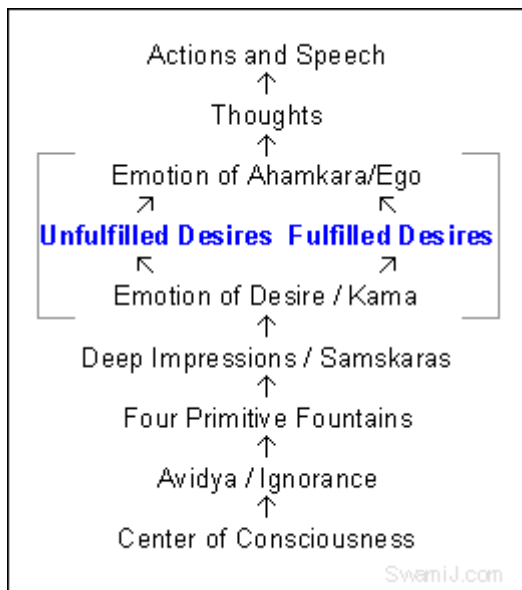 Actions and Speech
↑
Thoughts
↑
Emotion of Ahamkara/Ego
↗ ↖
Unfulfilled Desires Fulfilled Desires
↖ ↗
Emotion of Desire / Kama
↑
Deep Impressions / Samskaras
↑
Four Primitive Fountains
↑
Avidya / Ignorance
↑
Center of Consciousness
SwamiJ.com